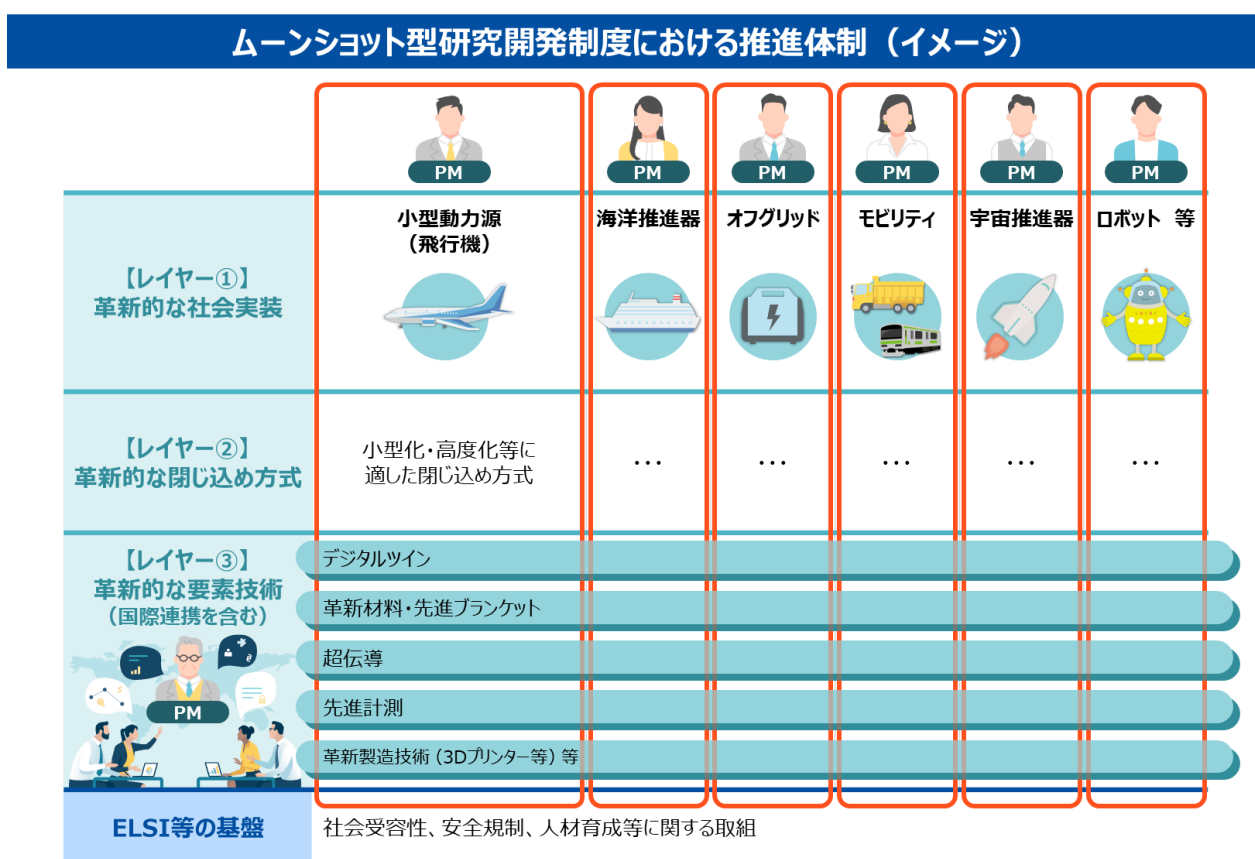 ムーンショット型研究開発制度における推進体制（イメージ）
PM
PM
PM
PM
PM
PM
【レイヤー①】
革新的な社会実装
小型動力源
（飛行機）
海洋推進器
オフグリッド
モビリティ
宇宙推進器
ロボット 等
【レイヤー②】
革新的な閉じ込め方式
小型化・高度化等に
適した閉じ込め方式
…
…
…
…
…
【レイヤー③】
革新的な要素技術
（国際連携を含む）
PM
デジタルツイン
革新材料・先進ブランケット
超伝導
先進計測
革新製造技術（3Dプリンター等）等
ELSI等の基盤
社会受容性、安全規制、人材育成等に関する取組